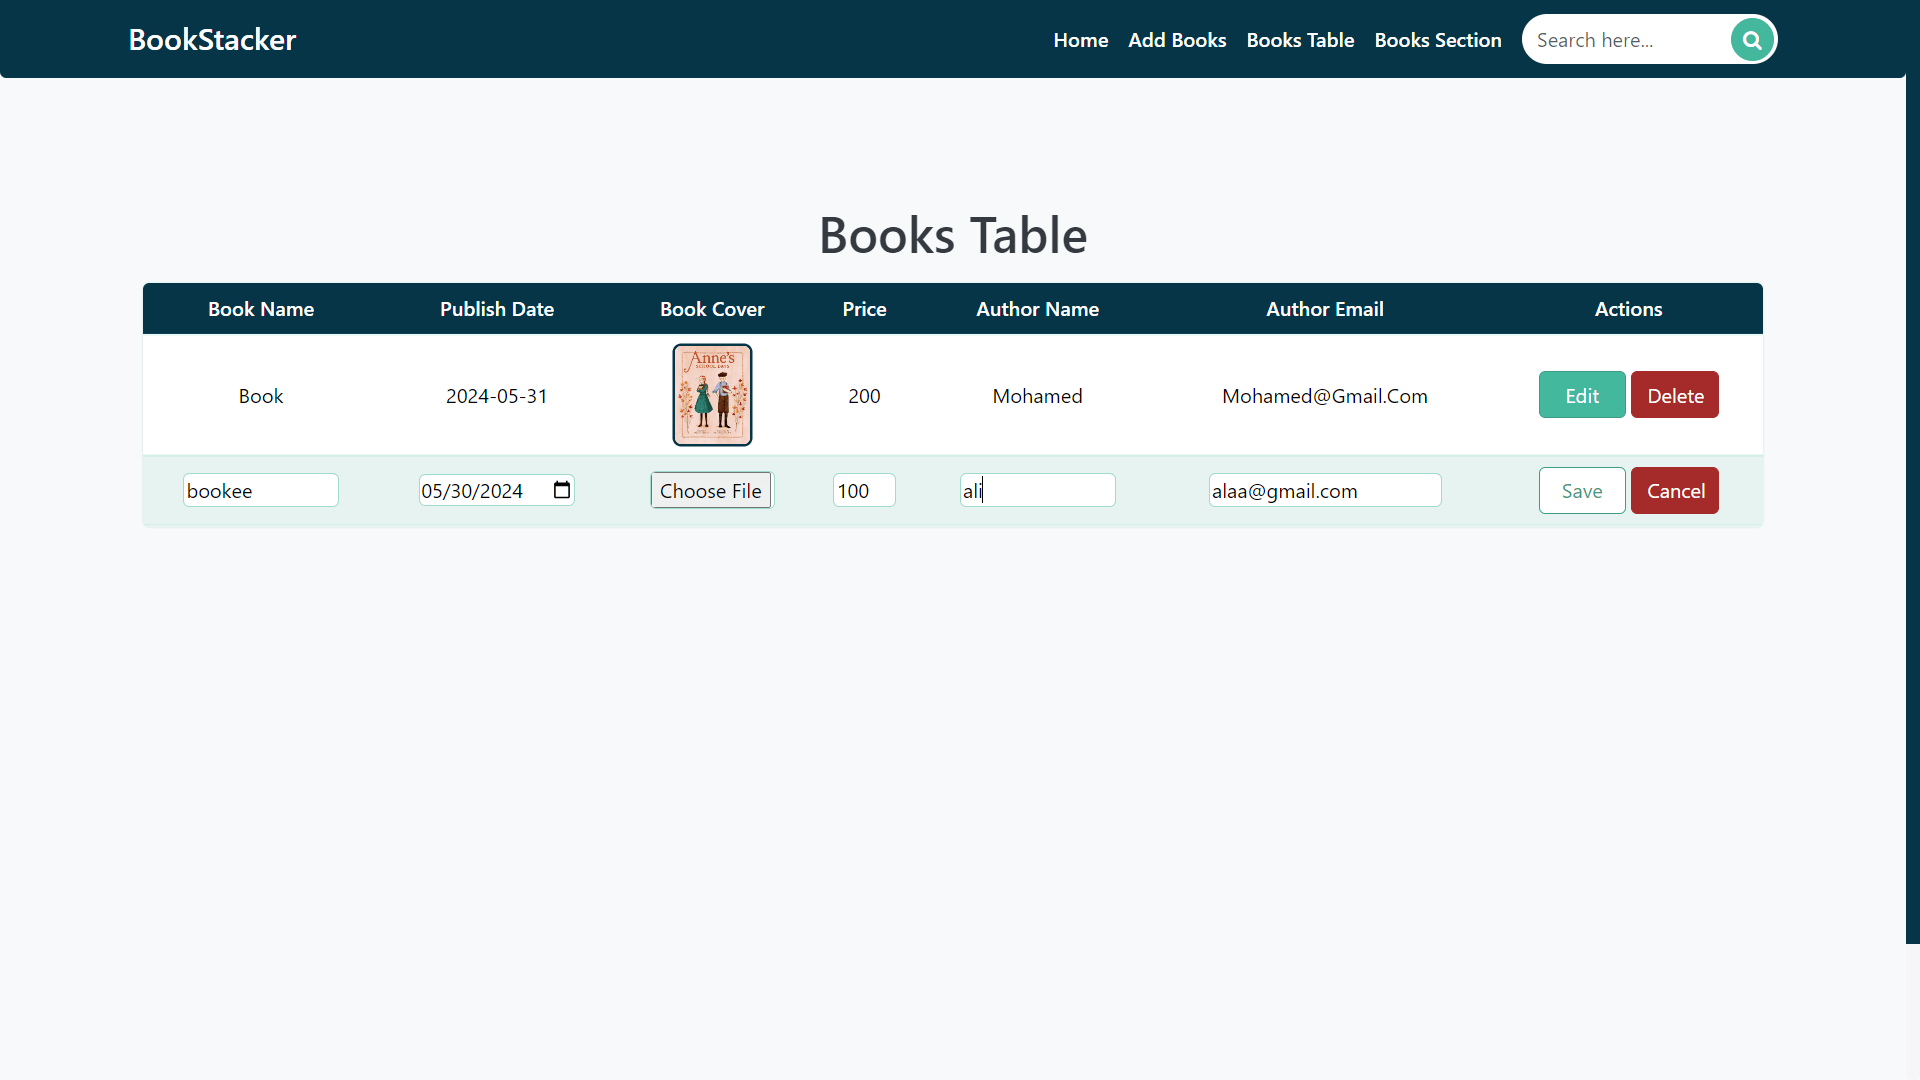 BookStacker Home Add Books Books Table Books Section Search here...
Books Table
Book Name Publish Date Book Cover Price Author Name Author Email Actions
Anne's
SCHOOL DAYS
Book 2024-05-31 200 Mohamed Mohamed@Gmail.Com Edit Delete
bookee 05/30/2024 Choose File 100 ali alaa@gmail.com Save Cancel